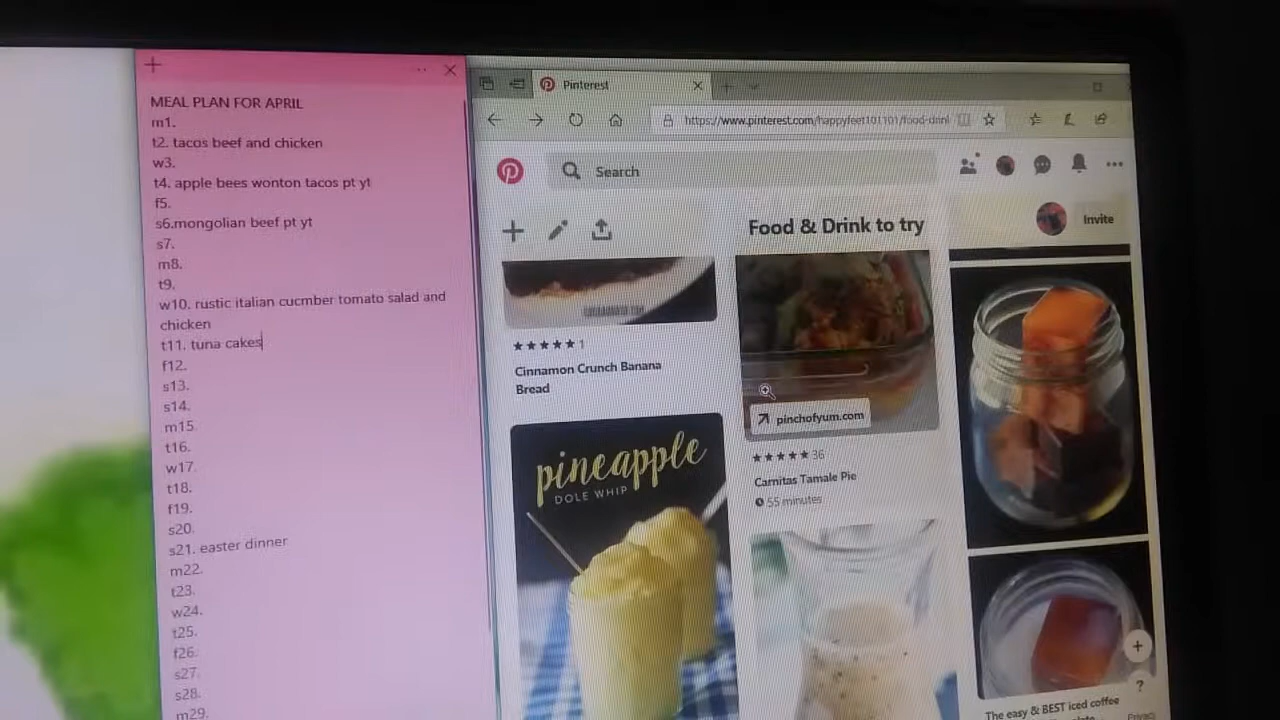 MEAL PLAN FOR APRIL
m1.
t2. tacos beef and chicken
w3.
t4. apple bees wonton tacos pt yt
f5.
s6.mongolian beef pt yt
s7.
m8.
t9.
w10. rustic italian cucmber tomato salad and
chicken
t11. tuna cakes
f12.
s13.
s14.
m15.
t16.
w17.
t18.
f19.
s20.
s21. easter dinner
m22.
t23.
w24.
t25.
f26.
s27.
s28.
m29.
Pinterest
https://www.pinterest.com/happyfeet101101/food-drinl
Search
Food & Drink to try
Invite
1
Cinnamon Crunch Banana
Bread
pineapple
DOLE WHIP
pinchofyum.com
36
Carnitas Tamale Pie
55 minutes
The easy & BEST iced coffee
Privacy